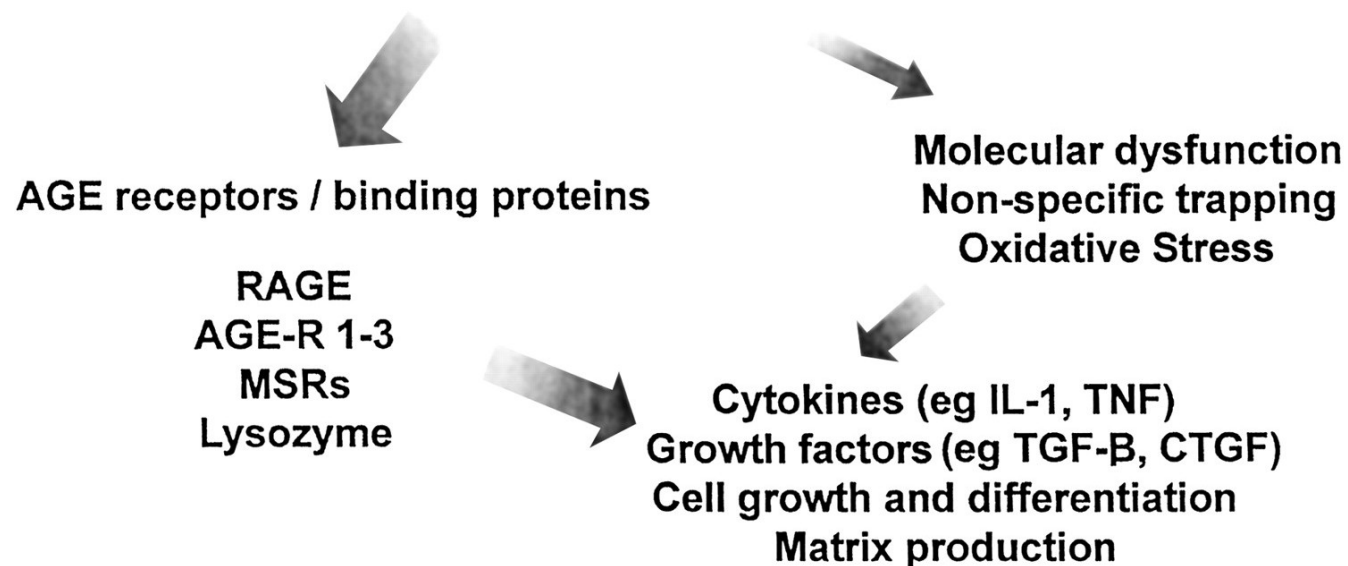 AGE receptors / binding proteins
RAGE
AGE-R 1-3
MSRs
Lysozyme
Molecular dysfunction
Non-specific trapping
Oxidative Stress
Cytokines (eg IL-1, TNF)
Growth factors (eg TGF-β, CTGF)
Cell growth and differentiation
Matrix production